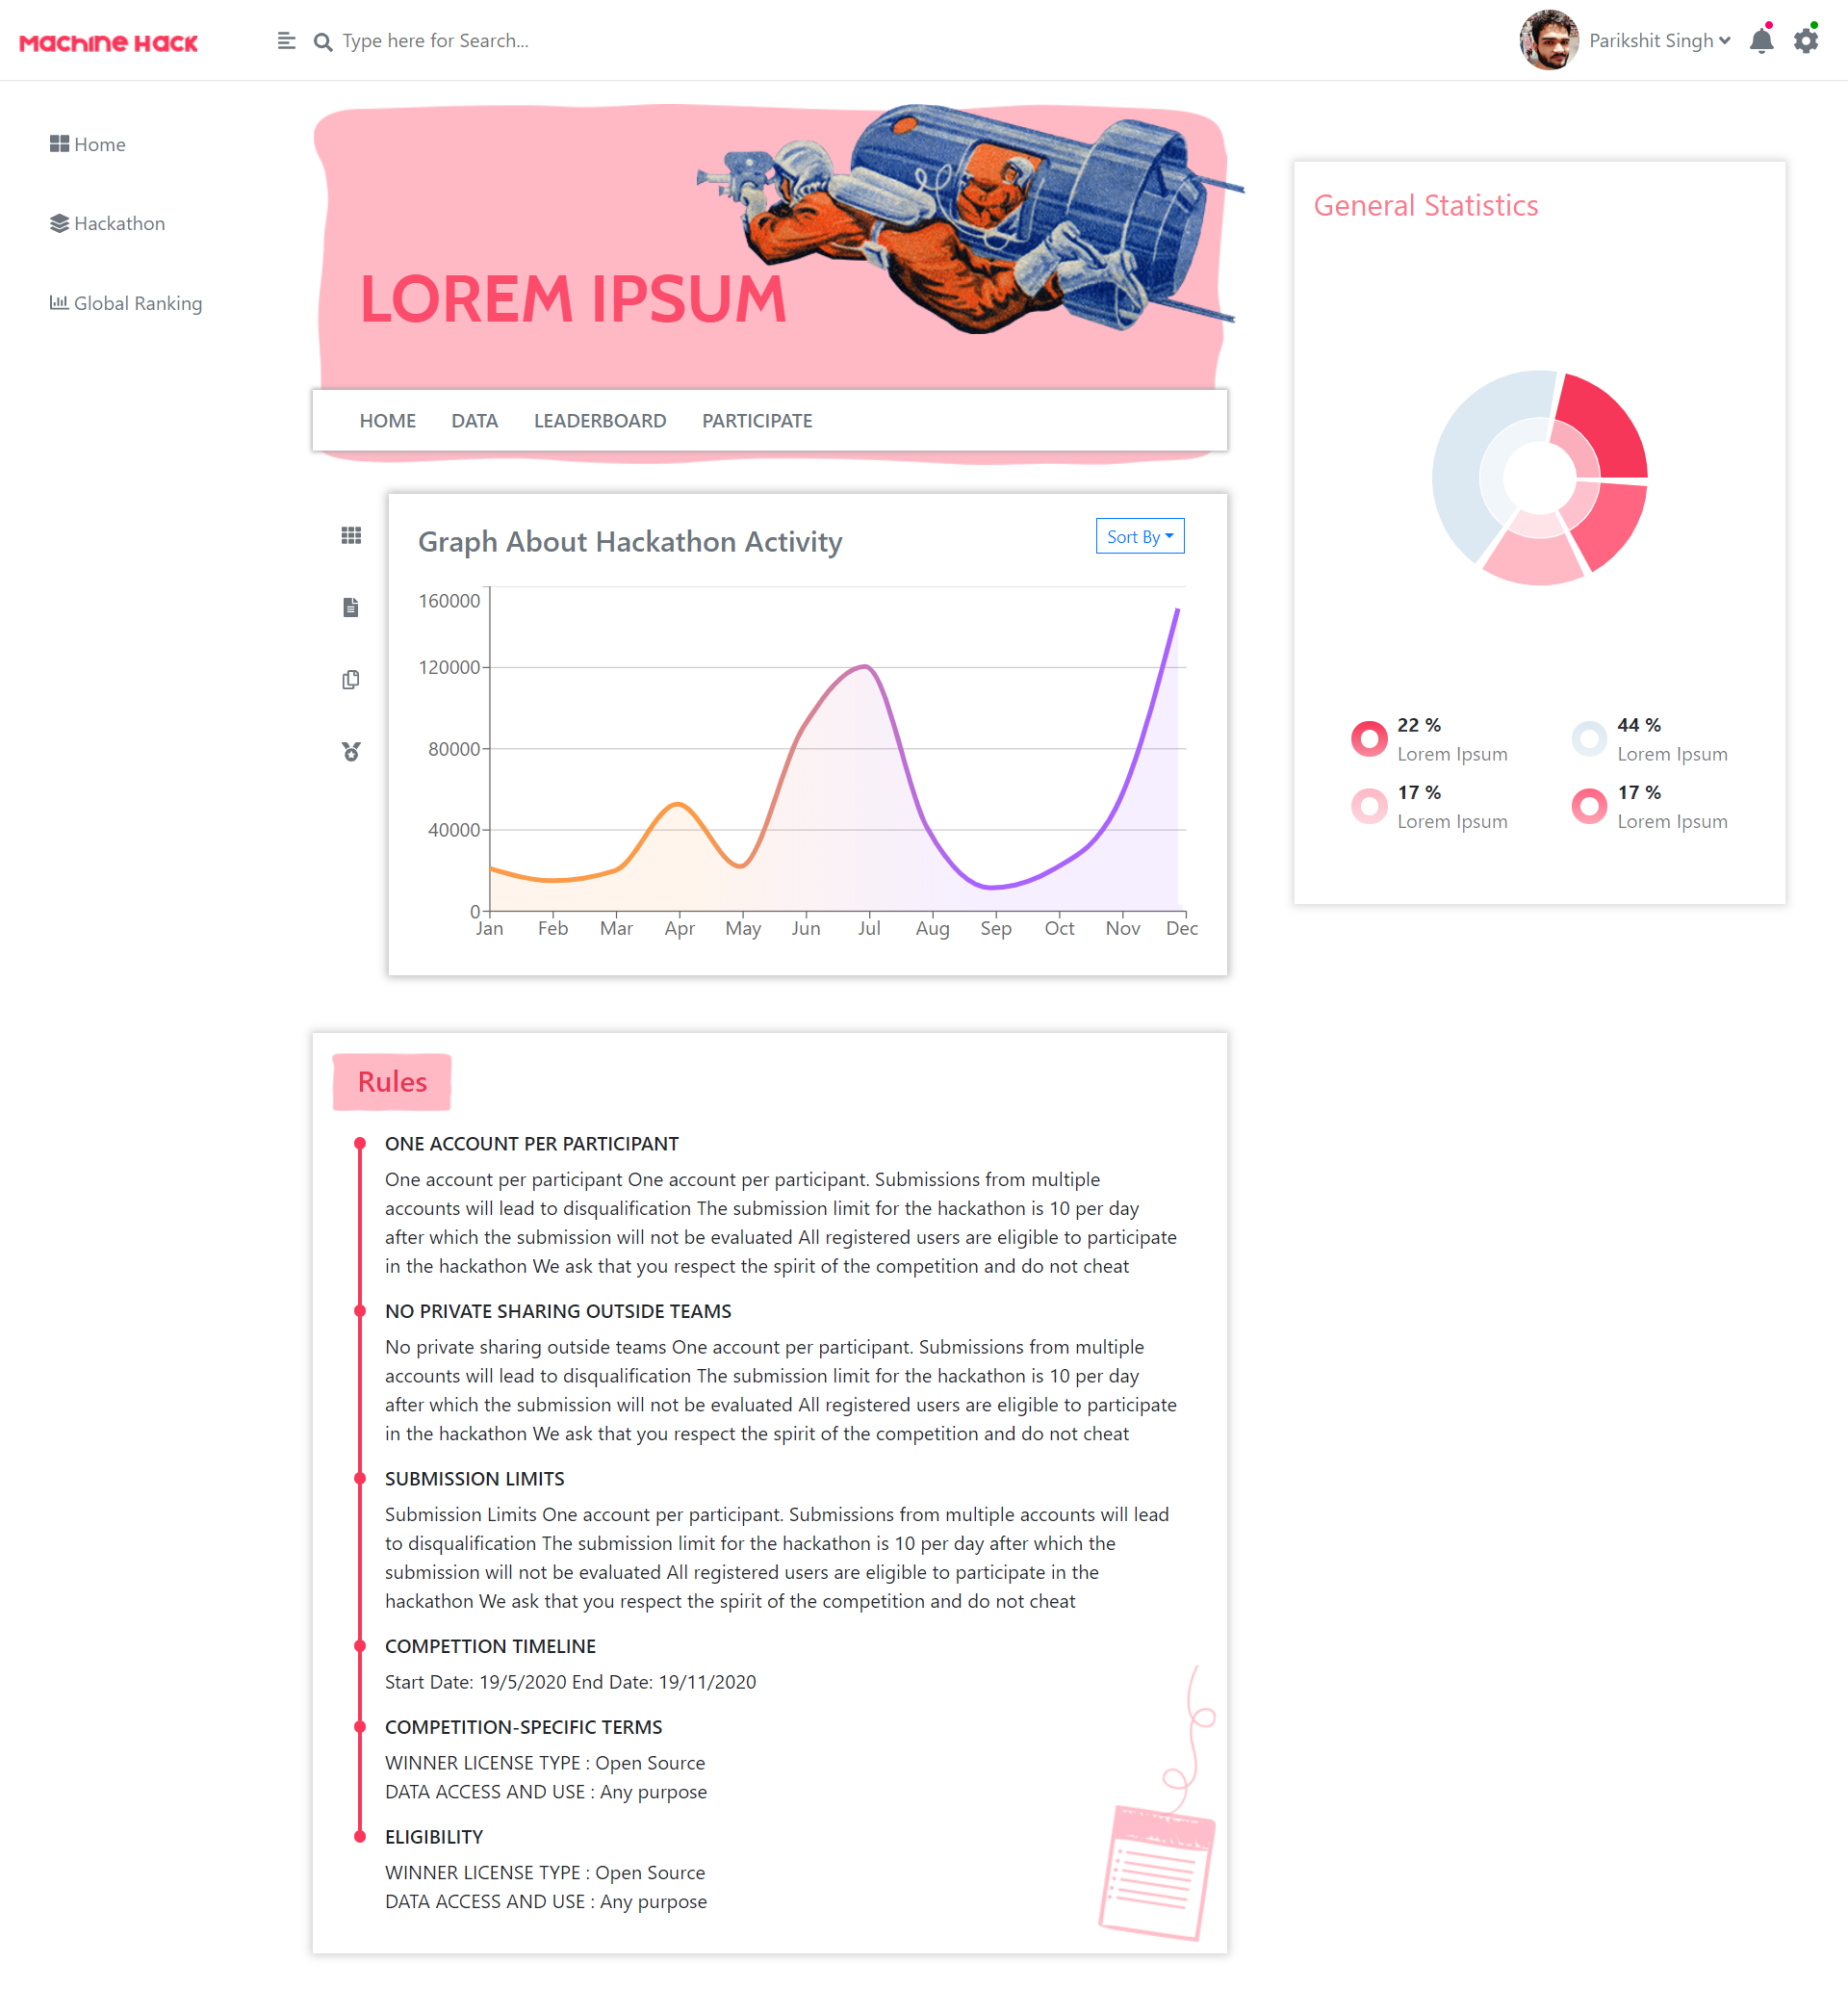 Machine Hack
Type here for Search...
Parikshit Singh
Home
Hackathon
Global Ranking
LOREM IPSUM
HOME DATA LEADERBOARD PARTICIPATE
General Statistics
22 %
Lorem Ipsum
44 %
Lorem Ipsum
17 %
Lorem Ipsum
17 %
Lorem Ipsum
Graph About Hackathon Activity
Sort By
160000
120000
80000
40000
0
Jan Feb Mar Apr May Jun Jul Aug Sep Oct Nov Dec
Rules
ONE ACCOUNT PER PARTICIPANT
One account per participant One account per participant. Submissions from multiple
accounts will lead to disqualification The submission limit for the hackathon is 10 per day
after which the submission will not be evaluated All registered users are eligible to participate
in the hackathon We ask that you respect the spirit of the competition and do not cheat
NO PRIVATE SHARING OUTSIDE TEAMS
No private sharing outside teams One account per participant. Submissions from multiple
accounts will lead to disqualification The submission limit for the hackathon is 10 per day
after which the submission will not be evaluated All registered users are eligible to participate
in the hackathon We ask that you respect the spirit of the competition and do not cheat
SUBMISSION LIMITS
Submission Limits One account per participant. Submissions from multiple accounts will lead
to disqualification The submission limit for the hackathon is 10 per day after which the
submission will not be evaluated All registered users are eligible to participate in the
hackathon We ask that you respect the spirit of the competition and do not cheat
COMPETTION TIMELINE
Start Date: 19/5/2020 End Date: 19/11/2020
COMPETITION-SPECIFIC TERMS
WINNER LICENSE TYPE : Open Source
DATA ACCESS AND USE : Any purpose
ELIGIBILITY
WINNER LICENSE TYPE : Open Source
DATA ACCESS AND USE : Any purpose